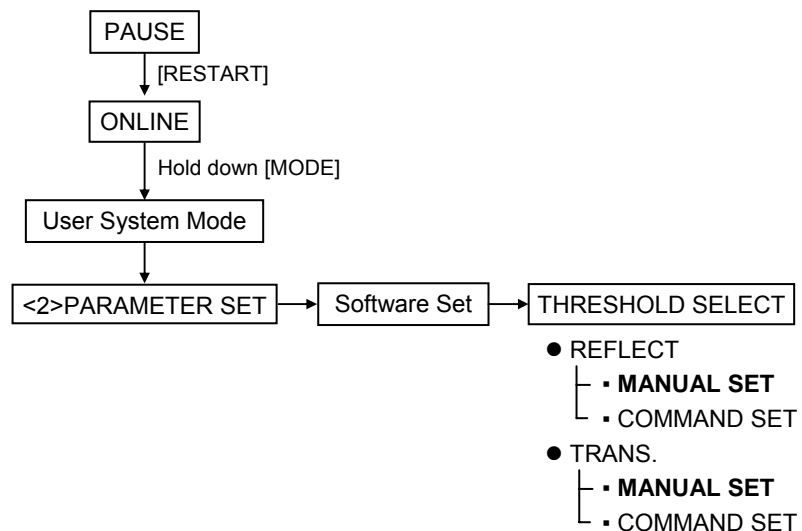 PAUSE
[RESTART]
ONLINE
Hold down [MODE]
User System Mode
<2>PARAMETER SET
Software Set
THRESHOLD SELECT
● REFLECT
▪ MANUAL SET
▪ COMMAND SET
● TRANS.
▪ MANUAL SET
▪ COMMAND SET